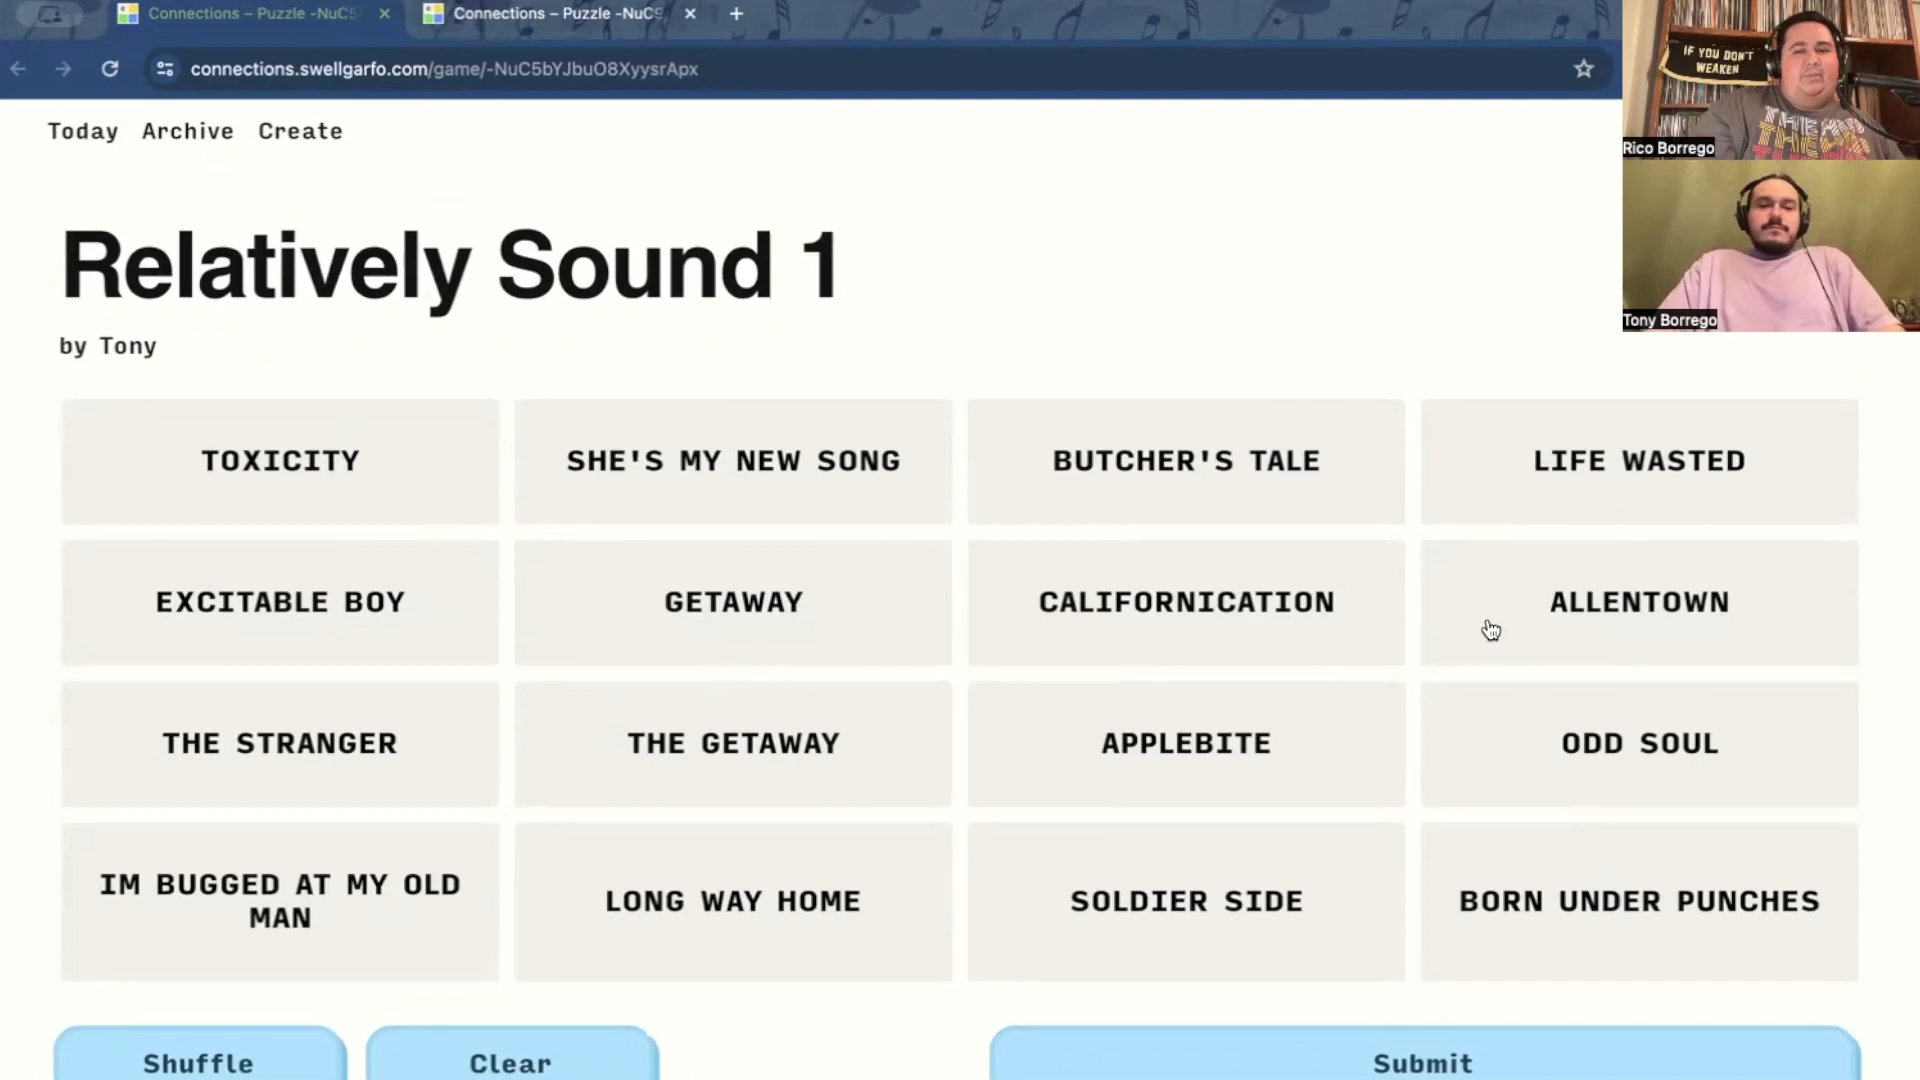 Connections – Puzzle -NuC5
Connections – Puzzle -NuC9
connections.swellgarfo.com/game/-NuC5bYJbuO8XyysrApx
IF YOU DON'T
WEAKEN
THEM
THEM
Rico Borrego
Tony Borrego
Today Archive Create
Relatively Sound 1
by Tony
TOXICITY
SHE'S MY NEW SONG
BUTCHER'S TALE
LIFE WASTED
EXCITABLE BOY
GETAWAY
CALIFORNICATION
ALLENTOWN
THE STRANGER
THE GETAWAY
APPLEBITE
ODD SOUL
IM BUGGED AT MY OLD
MAN
LONG WAY HOME
SOLDIER SIDE
BORN UNDER PUNCHES
Shuffle
Clear
Submit